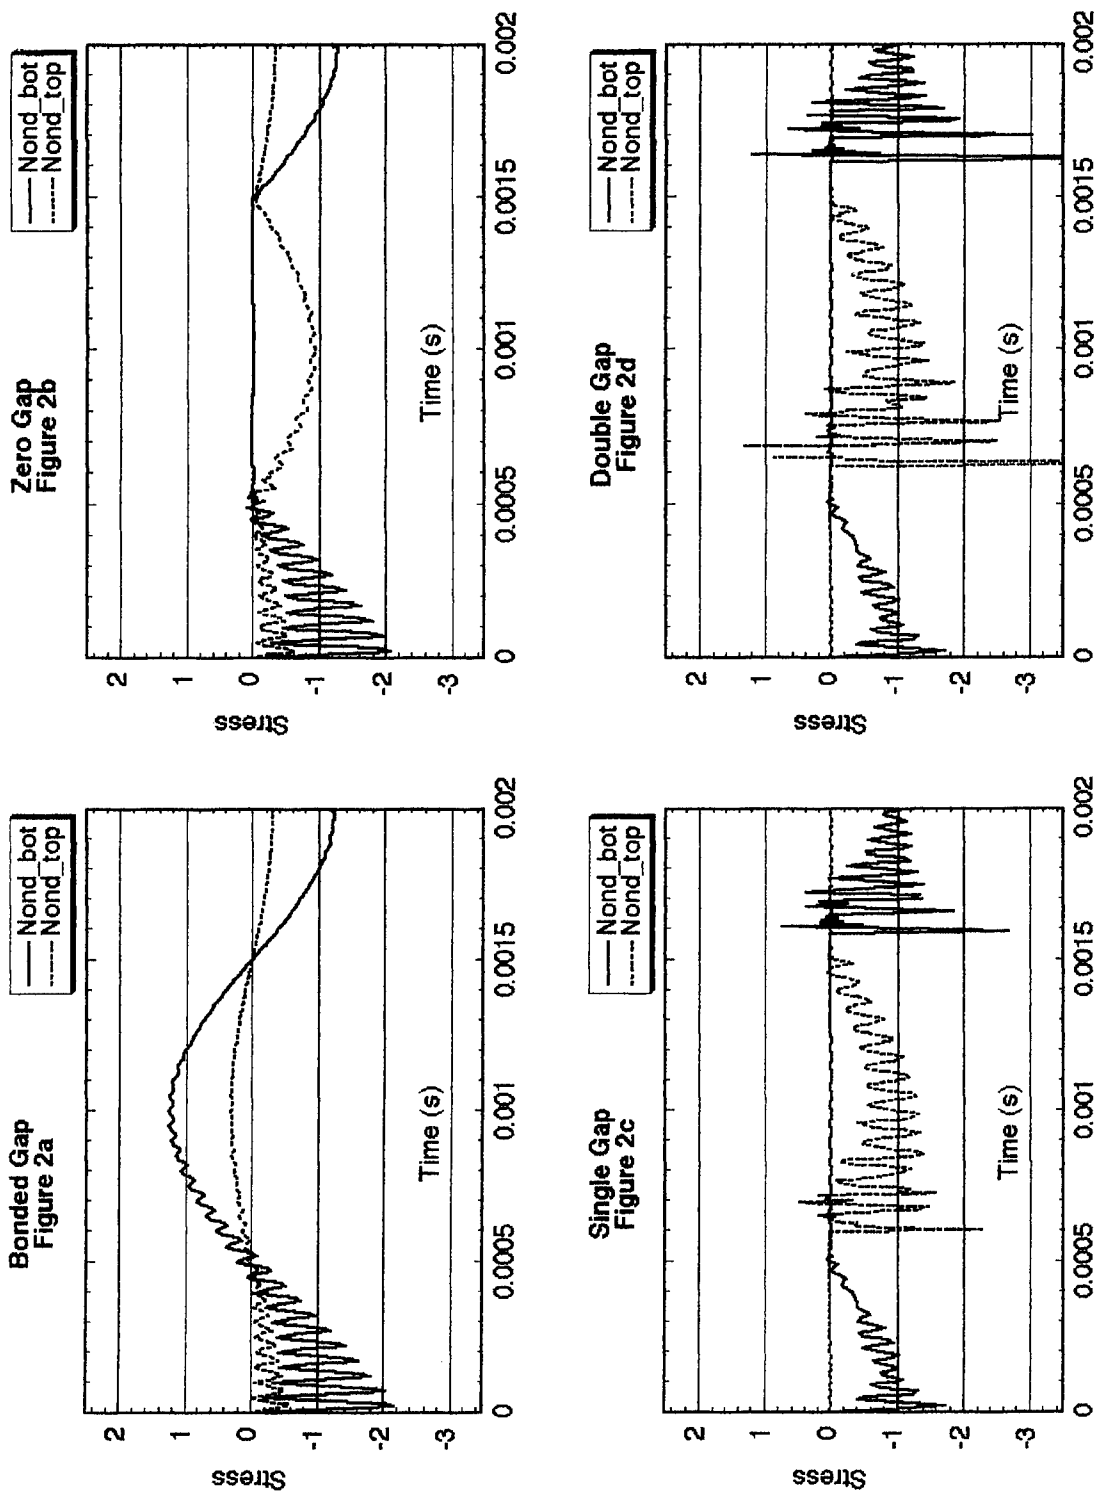 Bonded Gap
Figure 2a
Nond_bot
Nond_top
Stress
2
1
0
-1
-2
-3
Time (s)
0
0.0005
0.001
0.0015
0.002
Zero Gap
Figure 2b
Nond_bot
Nond_top
Stress
2
1
0
-1
-2
-3
Time (s)
0
0.0005
0.001
0.0015
0.002
Single Gap
Figure 2c
Nond_bot
Nond_top
Stress
2
1
0
-1
-2
-3
Time (s)
0
0.0005
0.001
0.0015
0.002
Double Gap
Figure 2d
Nond_bot
Nond_top
Stress
2
1
0
-1
-2
-3
Time (s)
0
0.0005
0.001
0.0015
0.002